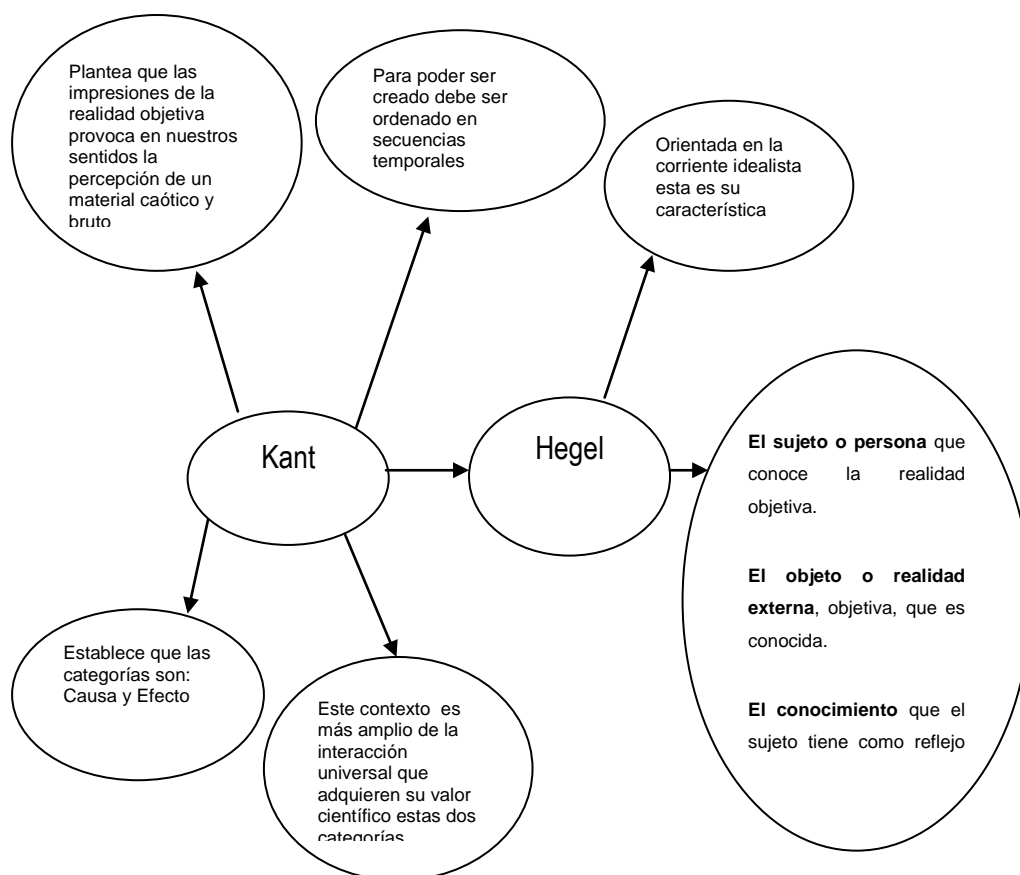 Plantea que las
impresiones de la
realidad objetiva
provoca en nuestros
sentidos la
percepción de un
material caótico y
bruto
Para poder ser
creado debe ser
ordenado en
secuencias
temporales
Orientada en la
corriente idealista
esta es su
característica
Kant
Hegel
El sujeto o persona que
conoce la realidad
objetiva.
El objeto o realidad
externa, objetiva, que es
conocida.
El conocimiento que el
sujeto tiene como reflejo
Establece que las
categorías son:
Causa y Efecto
Este contexto es
más amplio de la
interacción
universal que
adquieren su valor
científico estas dos
categorías